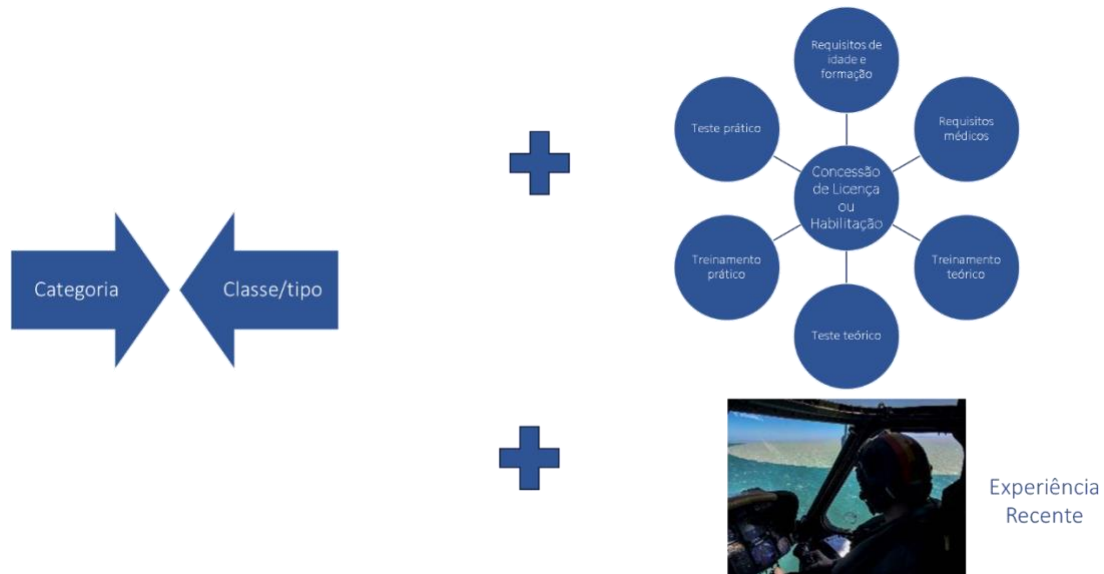 Categoria
Classe/tipo
Requisitos de
idade e
formação
Requisitos
médicos
Treinamento
teórico
Teste teórico
Treinamento
prático
Teste prático
Concessão
de Licença
ou
Habilitação
Experiência
Recente